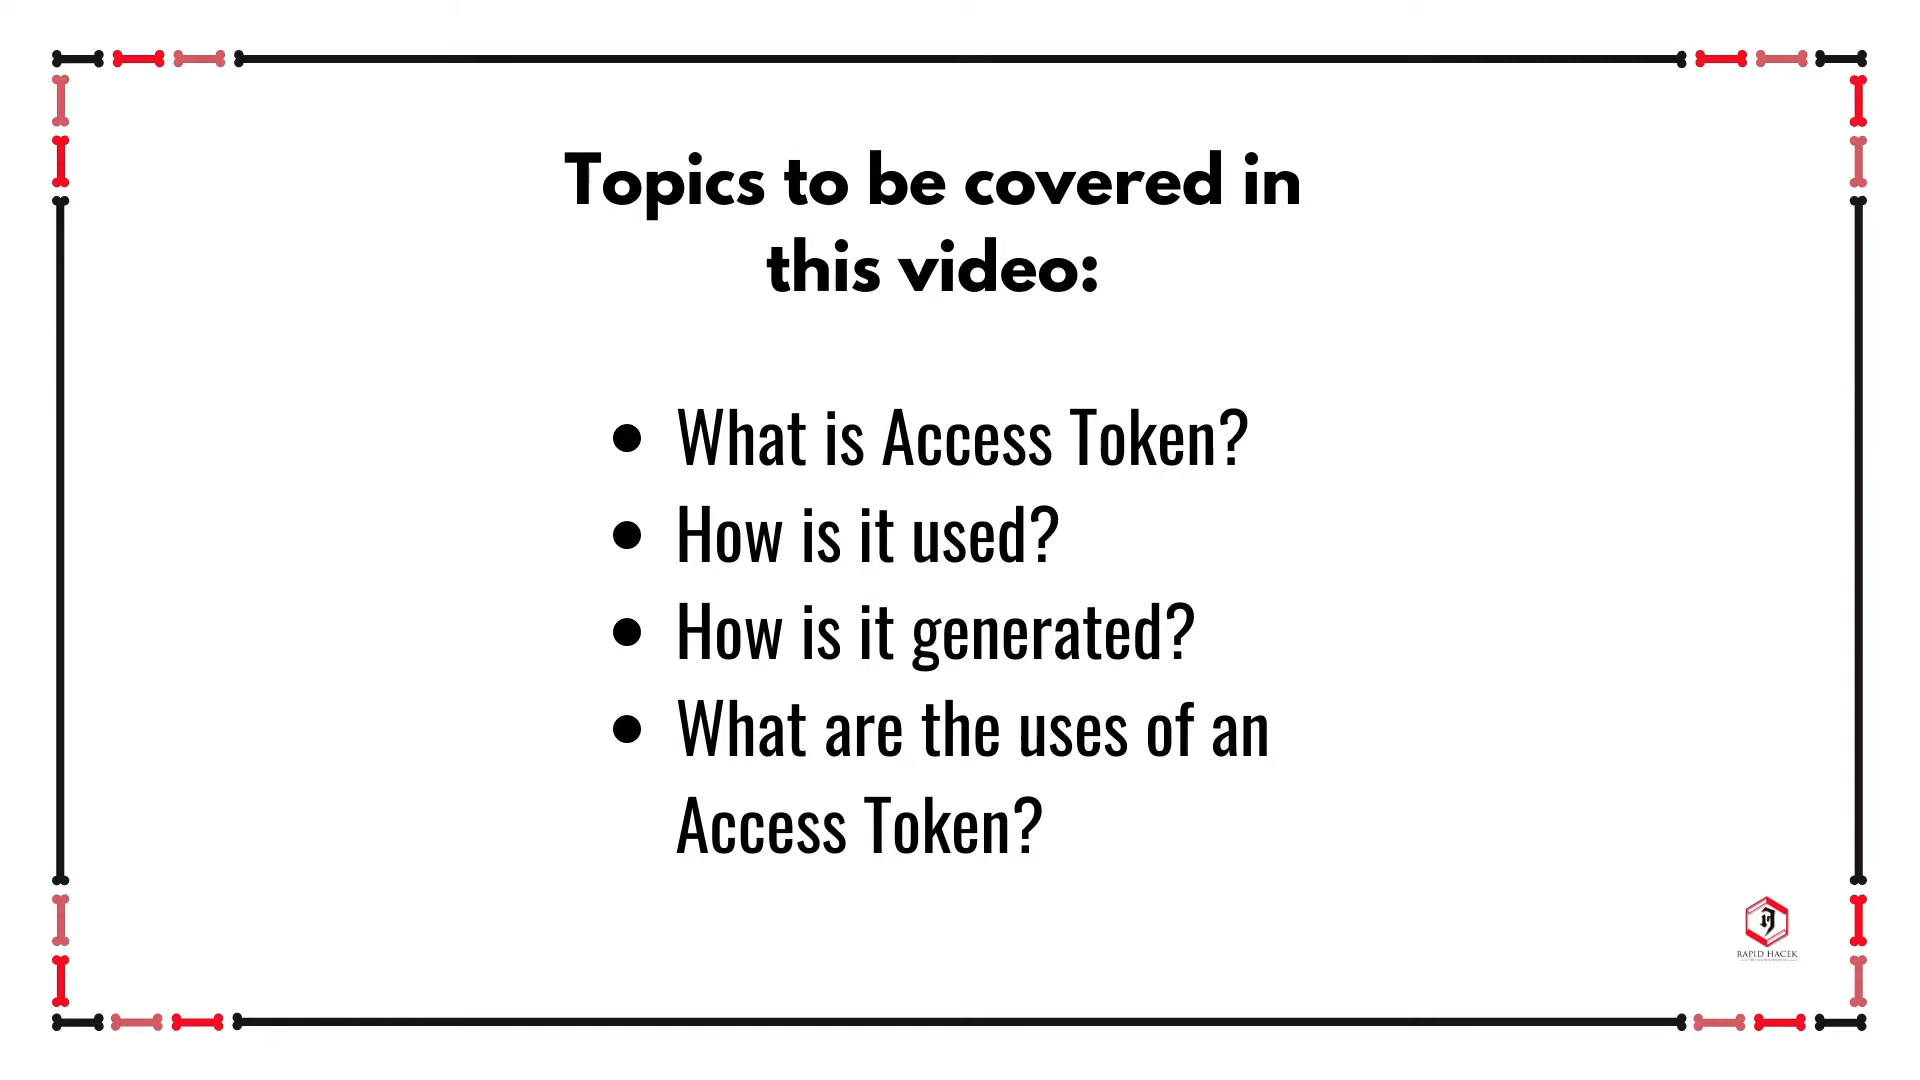 Topics to be covered in
this video:
• What is Access Token?
• How is it used?
• How is it generated?
• What are the uses of an
Access Token?
RAPID HACEK